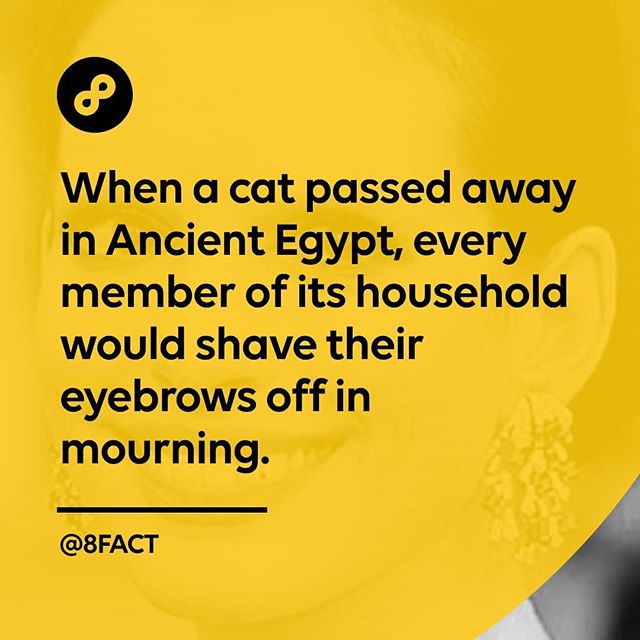 When a cat passed away
in Ancient Egypt, every
member of its household
would shave their
eyebrows off in
mourning.
@8FACT